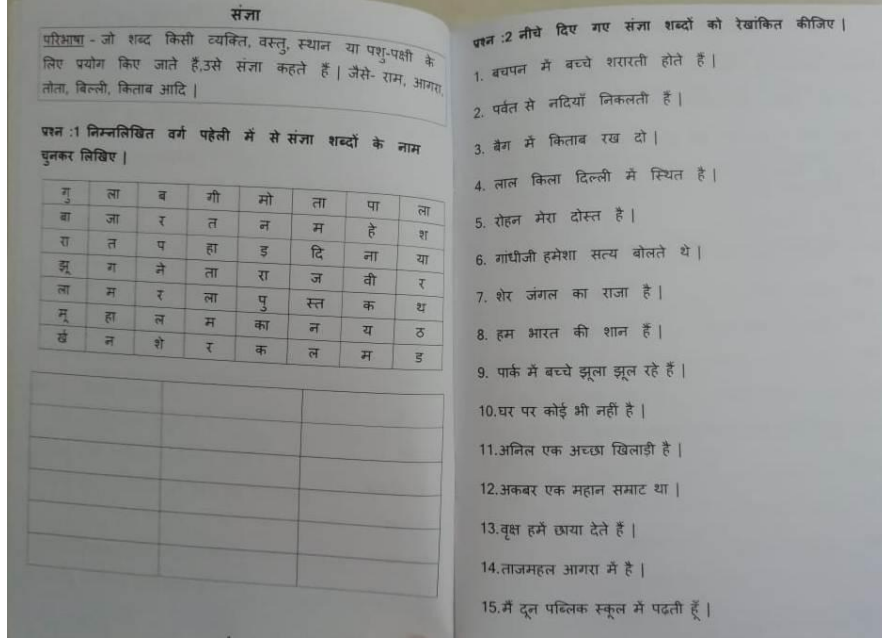 संज्ञा
परिभाषा - जो शब्द किसी व्यक्ति, वस्तु, स्थान या पशु-पक्षी के
लिए प्रयोग किए जाते हैं,उसे संज्ञा कहते हैं | जैसे- राम, आगरा,
तोता, बिल्ली, किताब आदि |
प्रश्न :1 निम्नलिखित वर्ग पहेली में से संज्ञा शब्दों के नाम
चुनकर लिखिए |
गु ला ब गी मो ता पा ला
बा जा र त न म हे श
रा त प हा ड़ दि ना या
झू ग ने ता रा ज वी र
ला म र ला पु स्त क थ
मू हा ल म का न य ठ
र्ख न शे र क ल म ड
प्रश्न :2 नीचे दिए गए संज्ञा शब्दों को रेखांकित कीजिए |
1. बचपन में बच्चे शरारती होते हैं |
2. पर्वत से नदियाँ निकलती हैं |
3. बैग में किताब रख दो |
4. लाल किला दिल्ली में स्थित है |
5. रोहन मेरा दोस्त है |
6. गांधीजी हमेशा सत्य बोलते थे |
7. शेर जंगल का राजा है |
8. हम भारत की शान हैं |
9. पार्क में बच्चे झूला झूल रहे हैं |
10.घर पर कोई भी नहीं है |
11.अनिल एक अच्छा खिलाड़ी है |
12.अकबर एक महान सम्राट था |
13.वृक्ष हमें छाया देते हैं |
14.ताजमहल आगरा में है |
15.मैं दून पब्लिक स्कूल में पढ़ती हूँ |